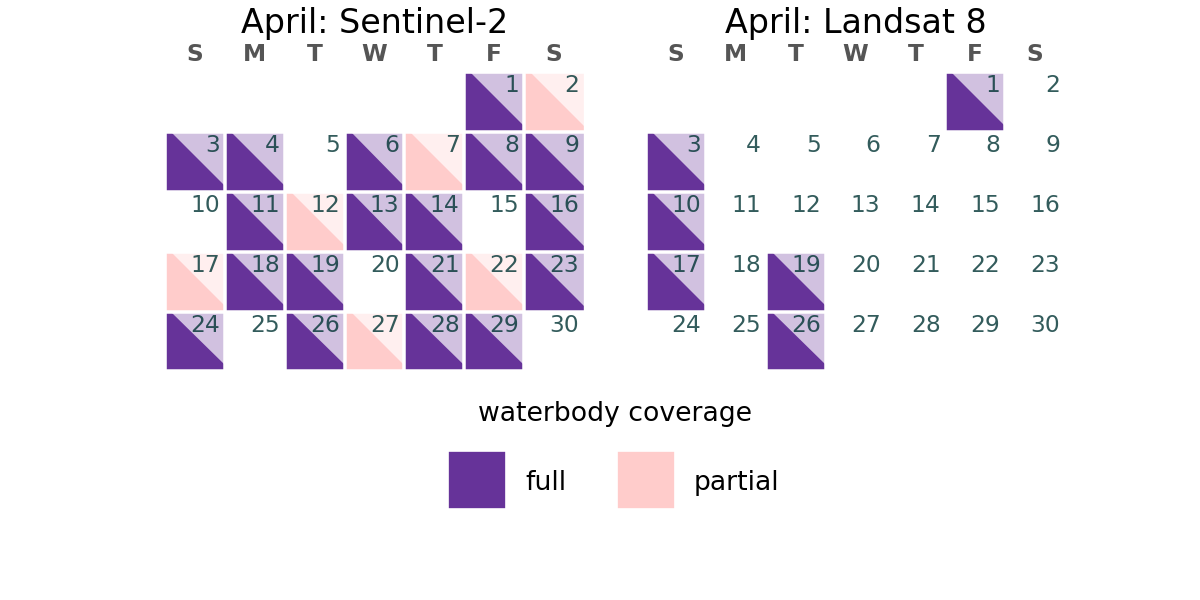 April: Sentinel-2
S M T W T F S
1 2
3 4 5 6 7 8 9
10 11 12 13 14 15 16
17 18 19 20 21 22 23
24 25 26 27 28 29 30
April: Landsat 8
S M T W T F S
1 2
3 4 5 6 7 8 9
10 11 12 13 14 15 16
17 18 19 20 21 22 23
24 25 26 27 28 29 30
waterbody coverage
full
partial